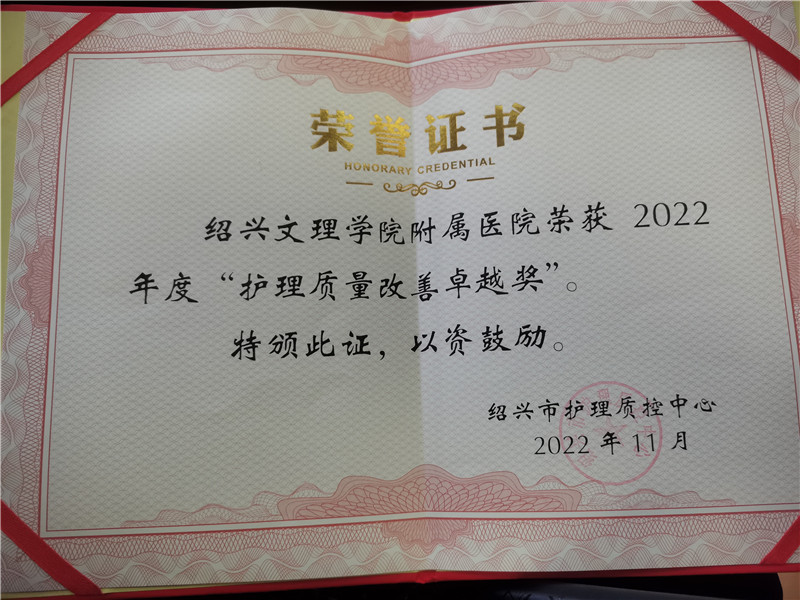 荣誉证书
HONORARY CREDENTIAL
绍兴文理学院附属医院荣获 2022
年度“护理质量改善卓越奖”。
特颁此证，以资鼓励。
绍兴市护理质控中心
2022 年 11 月